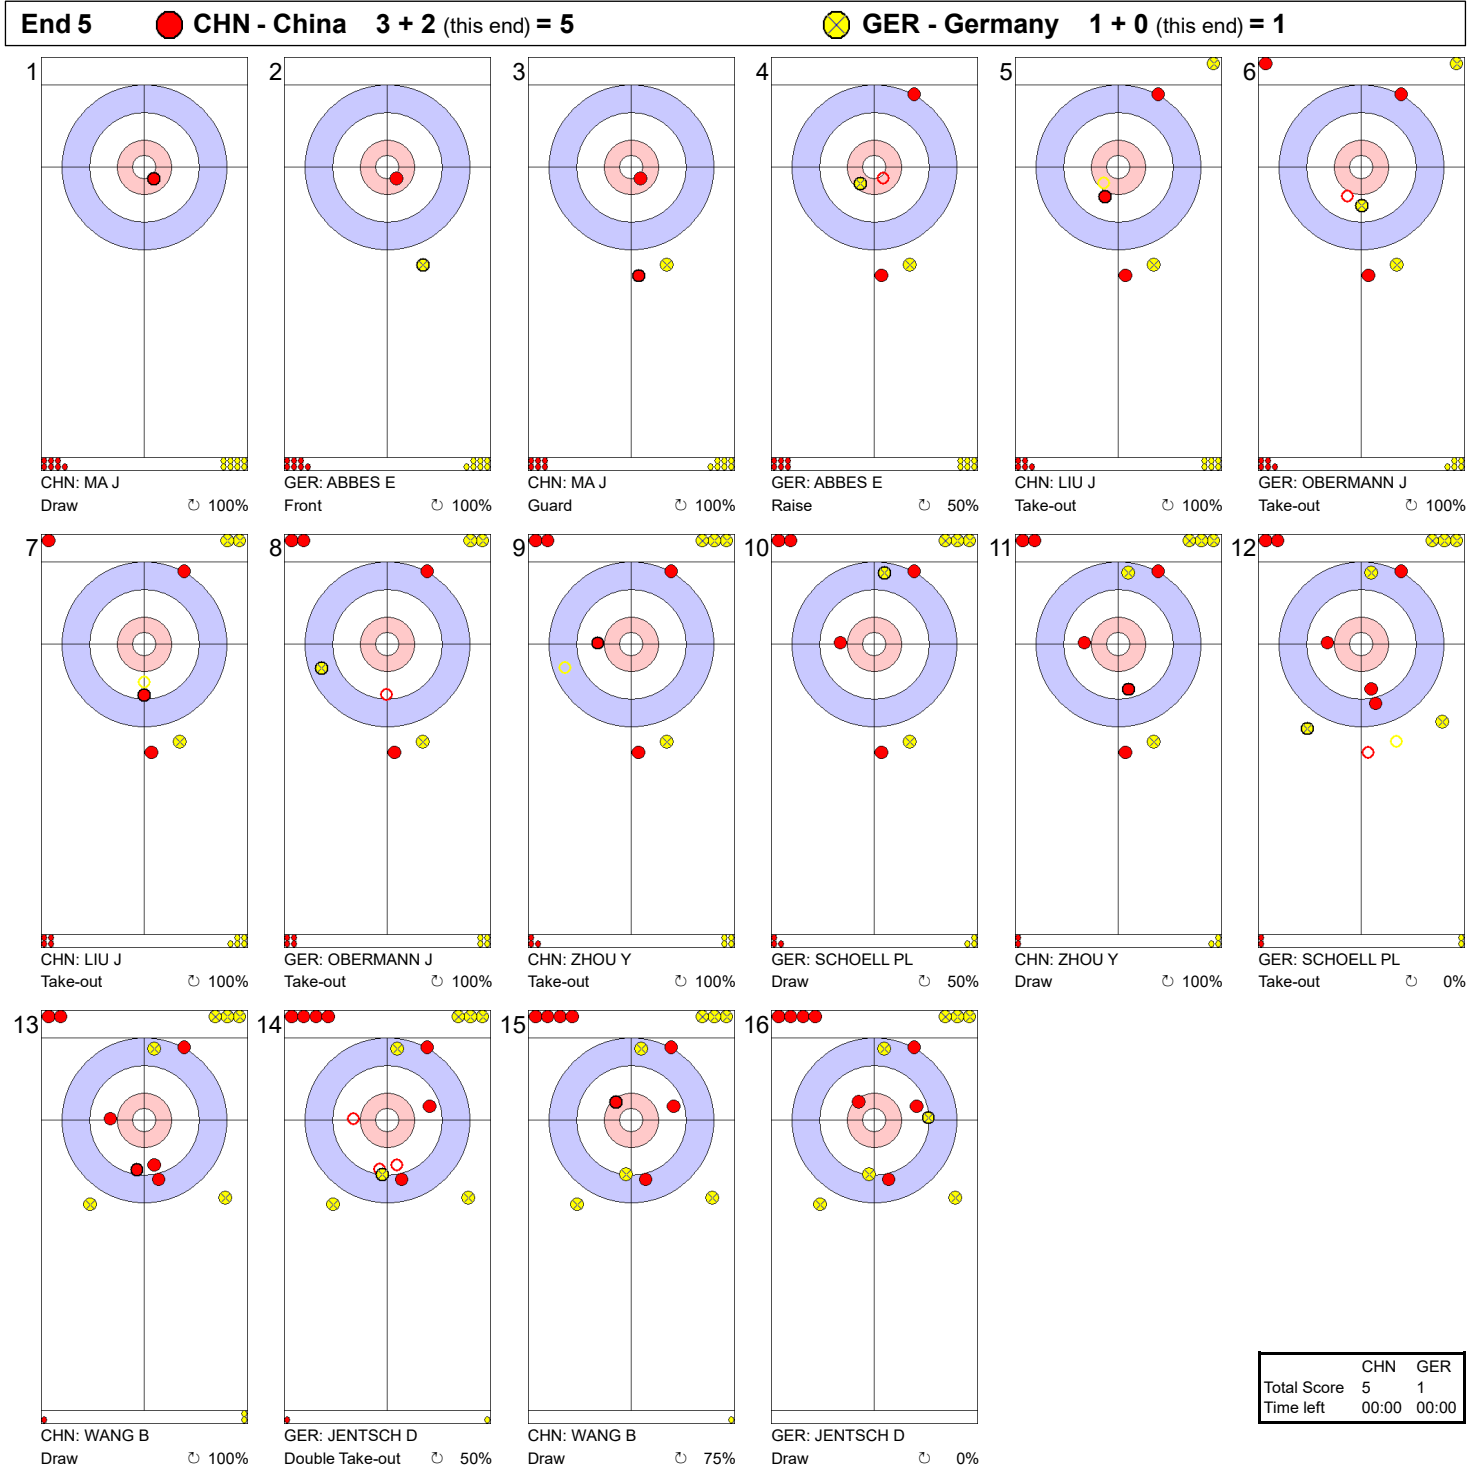 End 5 CHN - China 3 + 2 (this end) = 5 GER - Germany 1 + 0 (this end) = 1
1 2 3 4 5 6
CHN: MA J GER: ABBES E CHN: MA J GER: ABBES E CHN: LIU J GER: OBERMANN J
Draw ↻ 100% Front ↻ 100% Guard ↻ 100% Raise ↻ 50% Take-out ↻ 100% Take-out ↻ 100%
7 8 9 10 11 12
CHN: LIU J GER: OBERMANN J CHN: ZHOU Y GER: SCHOELL PL CHN: ZHOU Y GER: SCHOELL PL
Take-out ↻ 100% Take-out ↻ 100% Take-out ↻ 100% Draw ↻ 50% Draw ↻ 100% Take-out ↻ 0%
13 14 15 16
CHN: WANG B GER: JENTSCH D CHN: WANG B GER: JENTSCH D
Draw ↻ 100% Double Take-out ↻ 50% Draw ↻ 75% Draw ↻ 0%
CHN GER
Total Score 5 1
Time left 00:00 00:00